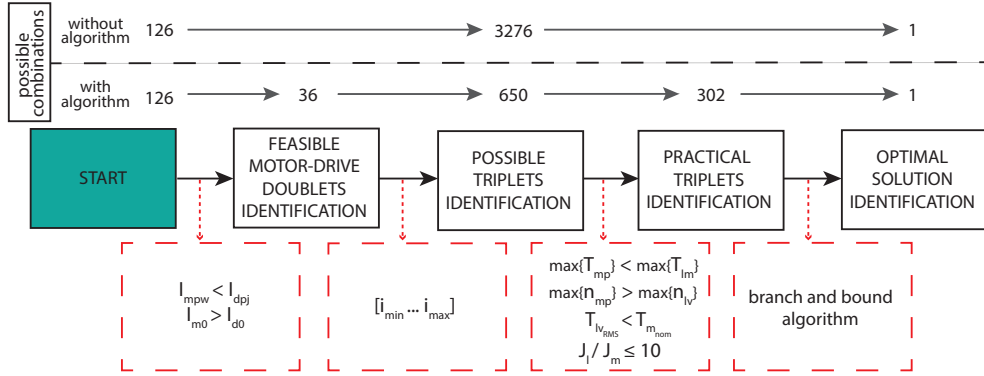 possible
combinations
without
algorithm
126
3276
1
with
algorithm
126
36
650
302
1
START
FEASIBLE
MOTOR-DRIVE
DOUBLETS
IDENTIFICATION
POSSIBLE
TRIPLETS
IDENTIFICATION
PRACTICAL
TRIPLETS
IDENTIFICATION
OPTIMAL
SOLUTION
IDENTIFICATION
I_mpw < I_dpj
I_m0 > I_d0
[i_min ... i_max]
max{T_mp} < max{T_lm}
max{n_mp} > max{n_lv}
T_lv_RMS < T_m_nom
J_l / J_m ≤ 10
branch and bound
algorithm